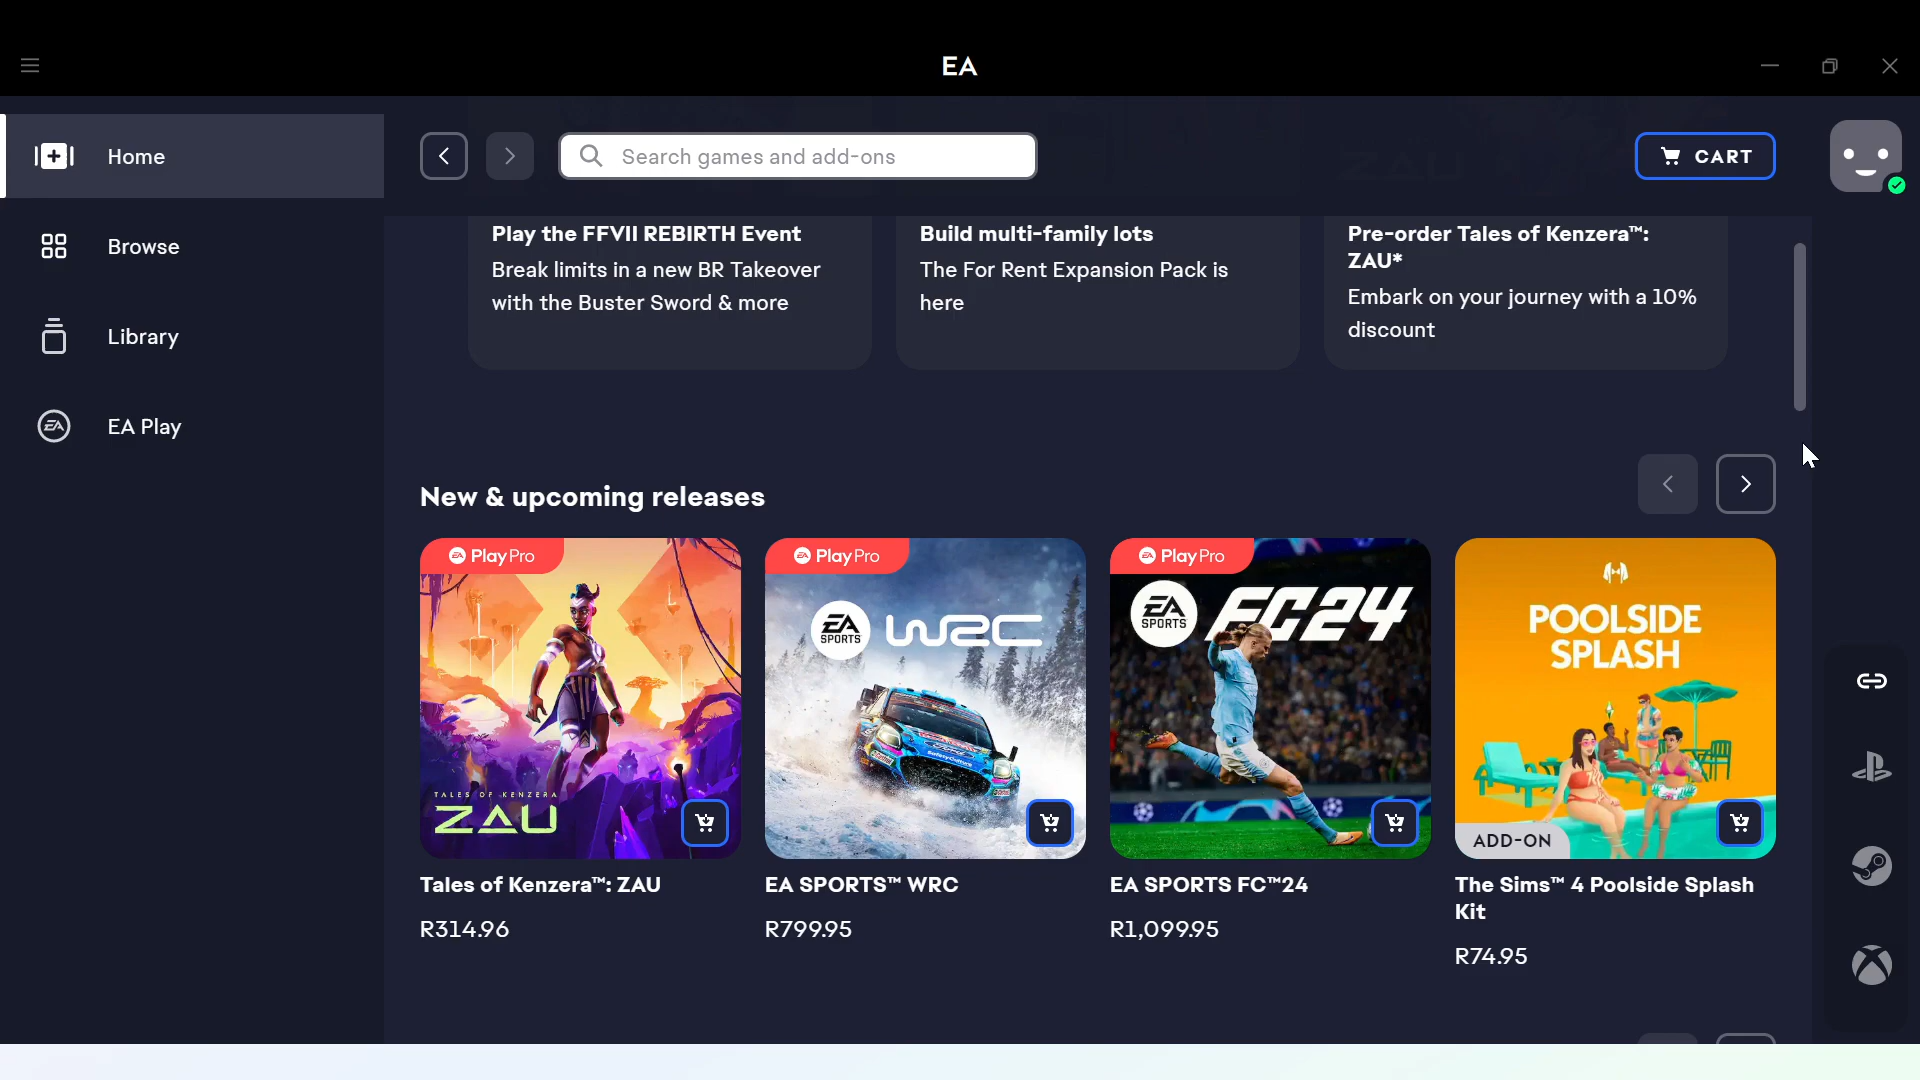 EA
Home
Search games and add-ons
CART
Browse
Library
EA Play
Play the FFVII REBIRTH Event
Break limits in a new BR Takeover
with the Buster Sword & more
Build multi-family lots
The For Rent Expansion Pack is
here
Pre-order Tales of Kenzera™:
ZAU*
Embark on your journey with a 10%
discount
New & upcoming releases
EA Play Pro
TALES OF KENZERA
ZAU
Tales of Kenzera™: ZAU
R314.96
EA Play Pro
EA SPORTS WRC
EA SPORTS™ WRC
R799.95
EA Play Pro
EA SPORTS FC24
EA SPORTS FC™24
R1,099.95
POOLSIDE
SPLASH
ADD-ON
The Sims™ 4 Poolside Splash
Kit
R74.95